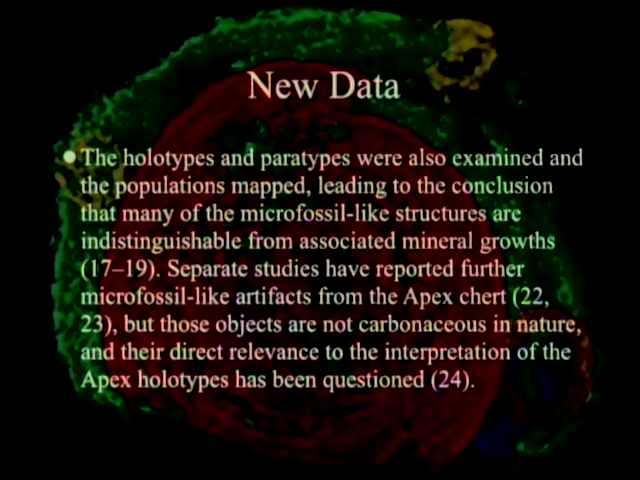 New Data
• The holotypes and paratypes were also examined and
the populations mapped, leading to the conclusion
that many of the microfossil-like structures are
indistinguishable from associated mineral growths
(17–19). Separate studies have reported further
microfossil-like artifacts from the Apex chert (22,
23), but those objects are not carbonaceous in nature,
and their direct relevance to the interpretation of the
Apex holotypes has been questioned (24).